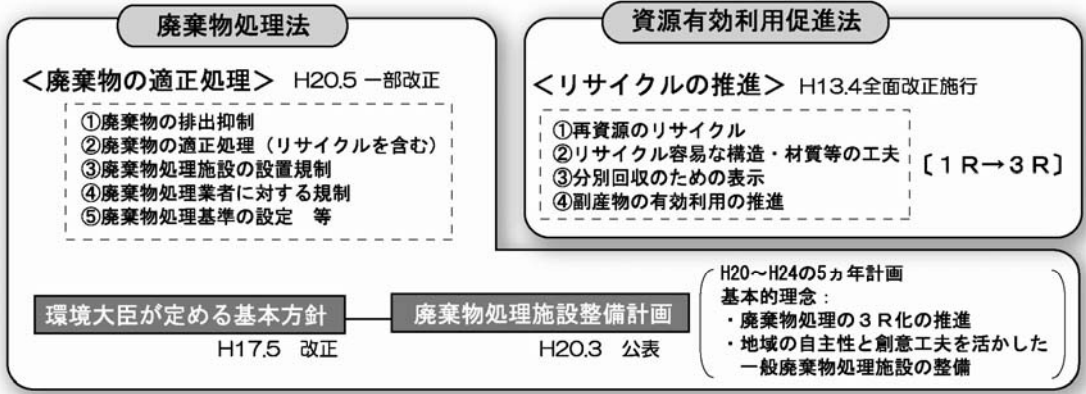 廃棄物処理法
<廃棄物の適正処理> H20.5 一部改正
①廃棄物の排出抑制
②廃棄物の適正処理(リサイクルを含む)
③廃棄物処理施設の設置規制
④廃棄物処理業者に対する規制
⑤廃棄物処理基準の設定 等
資源有効利用促進法
<リサイクルの推進> H13.4全面改正施行
①再資源のリサイクル
②リサイクル容易な構造・材質等の工夫
③分別回収のための表示
④副産物の有効利用の推進
〔1R→3R〕
環境大臣が定める基本方針
H17.5 改正
廃棄物処理施設整備計画
H20.3 公表
H20~H24の5ヵ年計画
基本的理念:
・廃棄物処理の3R化の推進
・地域の自主性と創意工夫を活かした
一般廃棄物処理施設の整備